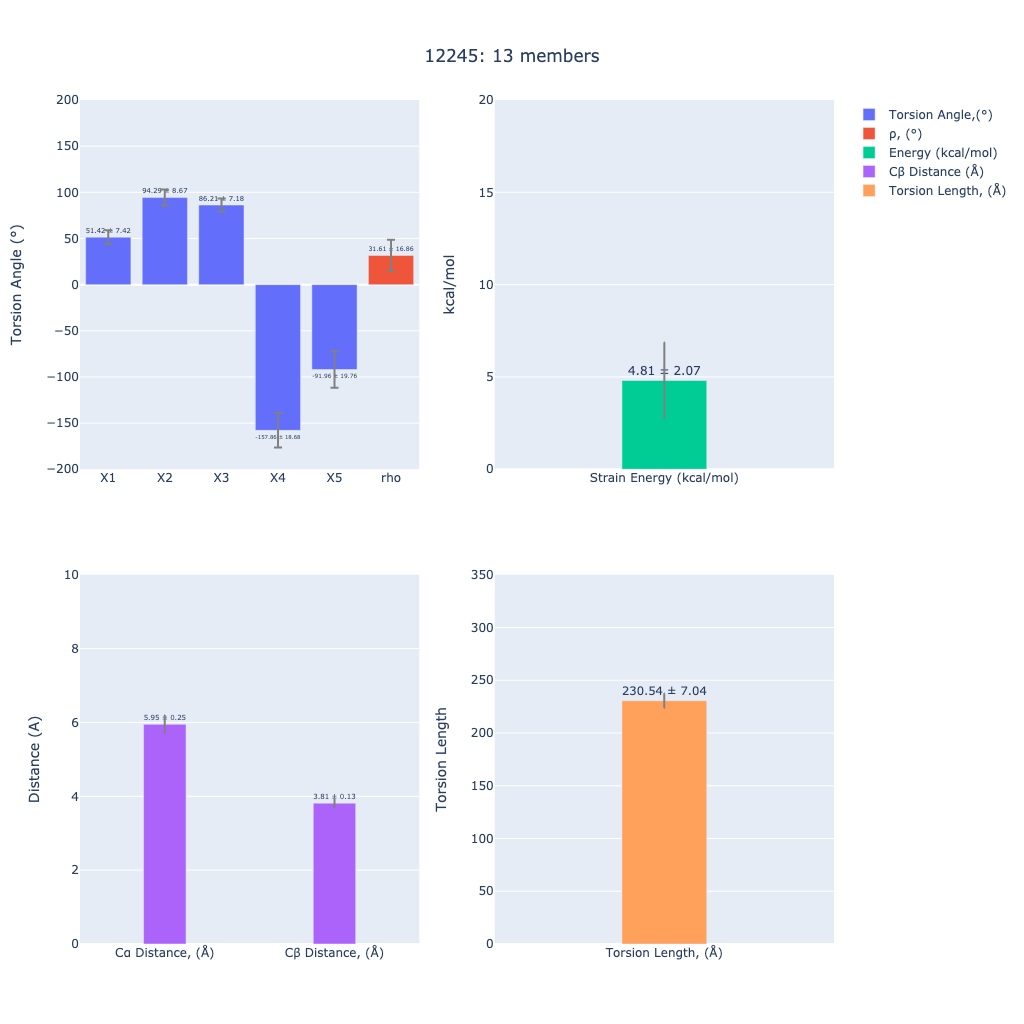 12245: 13 members
Torsion Angle (°)
200
150
100
50
0
−50
−100
−150
−200
51.42 ± 7.42
94.29 ± 8.67
86.21 ± 7.18
-157.86 ± 18.68
-91.96 ± 19.76
31.61 ± 16.86
X1 X2 X3 X4 X5 rho
kcal/mol
20
15
10
5
0
4.81 ± 2.07
Strain Energy (kcal/mol)
Torsion Angle,(°)
ρ, (°)
Energy (kcal/mol)
Cβ Distance (Å)
Torsion Length, (Å)
Distance (A)
10
8
6
4
2
0
5.95 ± 0.25
3.81 ± 0.13
Cα Distance, (Å) Cβ Distance, (Å)
Torsion Length
350
300
250
200
150
100
50
0
230.54 ± 7.04
Torsion Length, (Å)